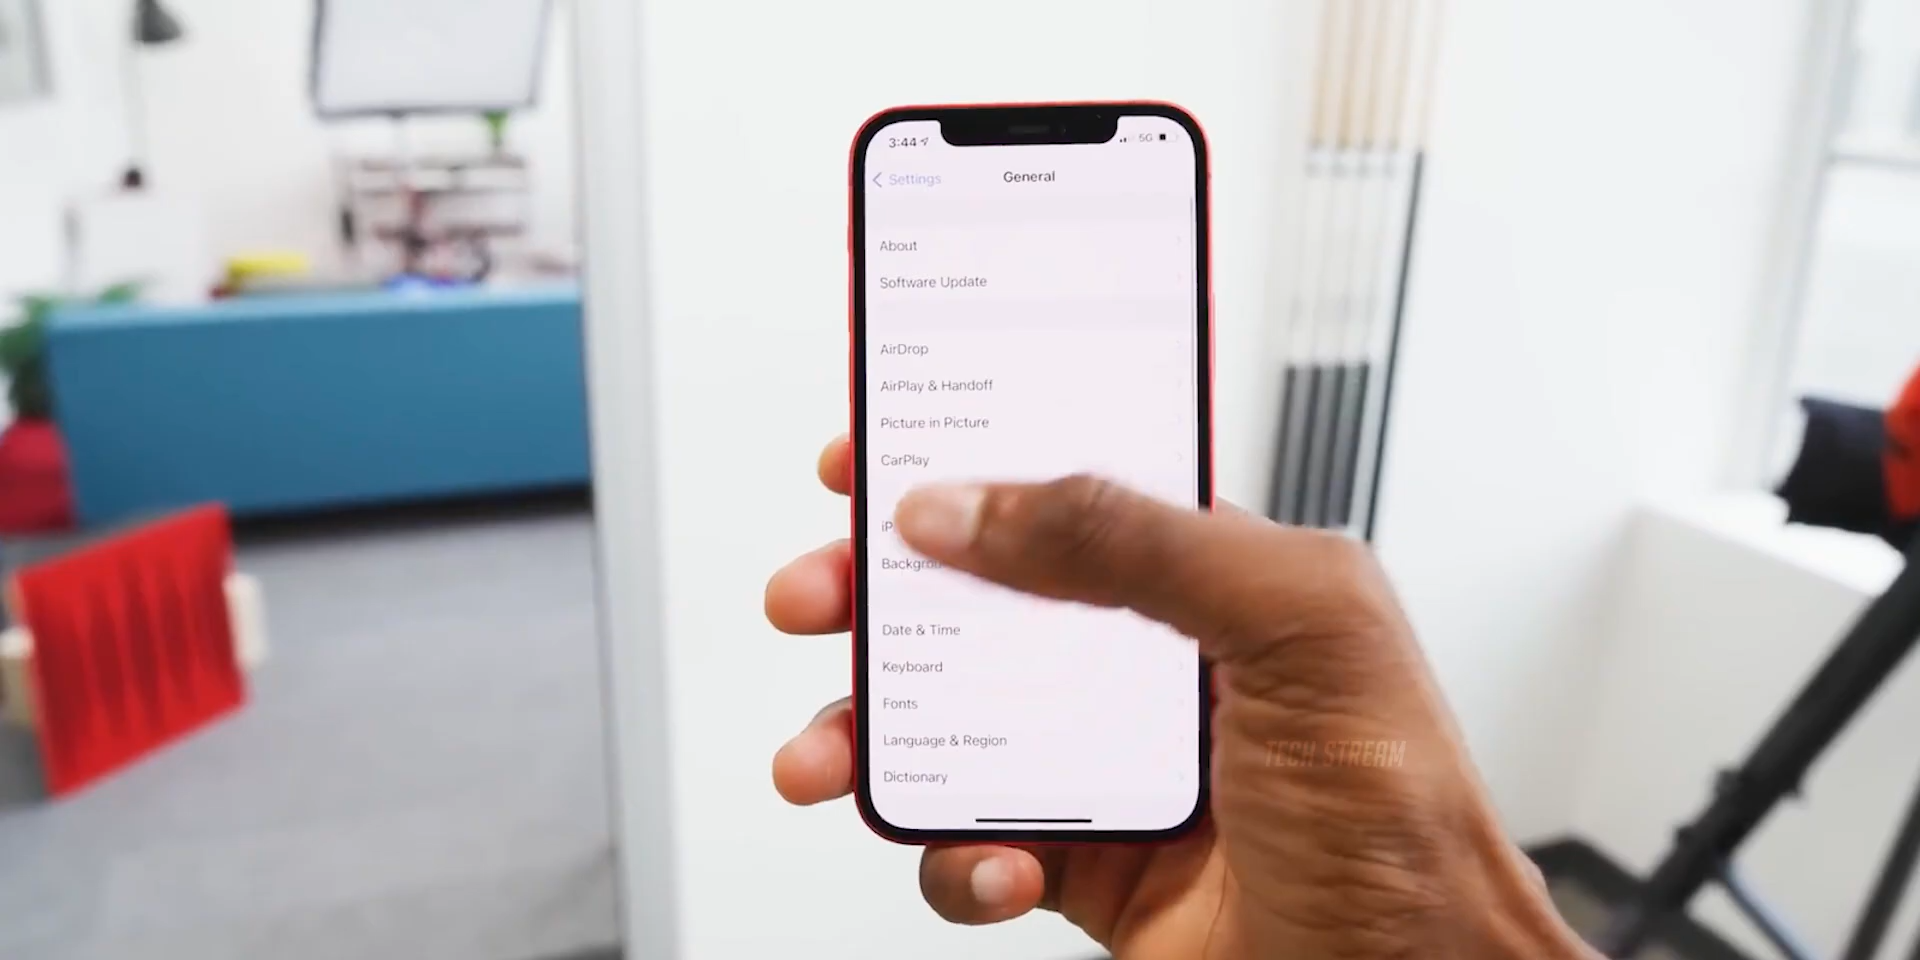 3:44
5G
Settings
General
About
Software Update
AirDrop
AirPlay & Handoff
Picture in Picture
CarPlay
Date & Time
Keyboard
Fonts
Language & Region
Dictionary
TECH STREAM